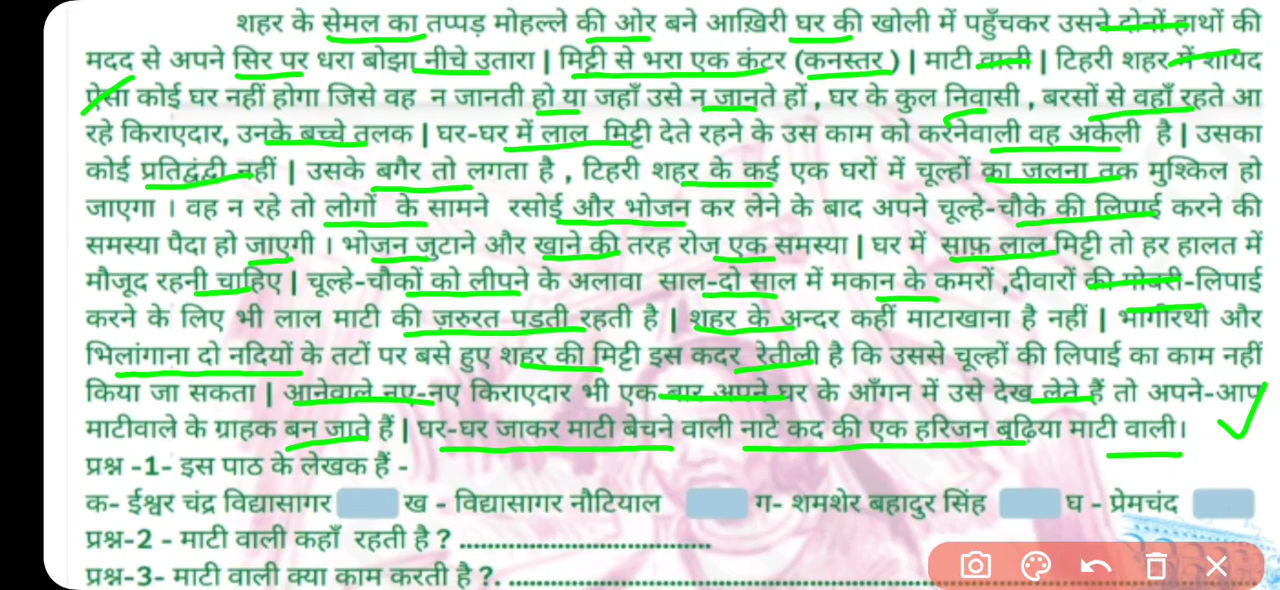 शहर के सेमल का तप्पड़ मोहल्ले की ओर बने आख़िरी घर की खोली में पहुँचकर उसने दोनों हाथों की
मदद से अपने सिर पर धरा बोझा नीचे उतारा | मिट्टी से भरा एक कंटर (कनस्तर ) | माटी वाली | टिहरी शहर में शायद
ऐसा कोई घर नहीं होगा जिसे वह न जानती हो या जहाँ उसे न जानते हों , घर के कुल निवासी , बरसों से वहाँ रहते आ
रहे किराएदार, उनके बच्चे तलक | घर-घर में लाल मिट्टी देते रहने के उस काम को करनेवाली वह अकेली है | उसका
कोई प्रतिद्वंद्वी नहीं | उसके बगैर तो लगता है , टिहरी शहर के कई एक घरों में चूल्हों का जलना तक मुश्किल हो
जाएगा । वह न रहे तो लोगों के सामने रसोई और भोजन कर लेने के बाद अपने चूल्हे-चौके की लिपाई करने की
समस्या पैदा हो जाएगी । भोजन जुटाने और खाने की तरह रोज एक समस्या | घर में साफ़ लाल मिट्टी तो हर हालत में
मौजूद रहनी चाहिए | चूल्हे-चौकों को लीपने के अलावा साल-दो साल में मकान के कमरों ,दीवारों की गोबरी-लिपाई
करने के लिए भी लाल माटी की ज़रुरत पड़ती रहती है | शहर के अन्दर कहीं माटाखाना है नहीं | भागीरथी और
भिलांगाना दो नदियों के तटों पर बसे हुए शहर की मिट्टी इस कदर रेतीली है कि उससे चूल्हों की लिपाई का काम नहीं
किया जा सकता | आनेवाले नए-नए किराएदार भी एक बार अपने घर के आँगन में उसे देख लेते हैं तो अपने-आप
माटीवाले के ग्राहक बन जाते हैं | घर-घर जाकर माटी बेचने वाली नाटे कद की एक हरिजन बुढ़िया माटी वाली।
प्रश्न -1- इस पाठ के लेखक हैं -
क- ईश्वर चंद्र विद्यासागर ख - विद्यासागर नौटियाल ग- शमशेर बहादुर सिंह घ - प्रेमचंद
प्रश्न-2 - माटी वाली कहाँ रहती है ? ......................................
प्रश्न-3- माटी वाली क्या काम करती है ?. ......................................